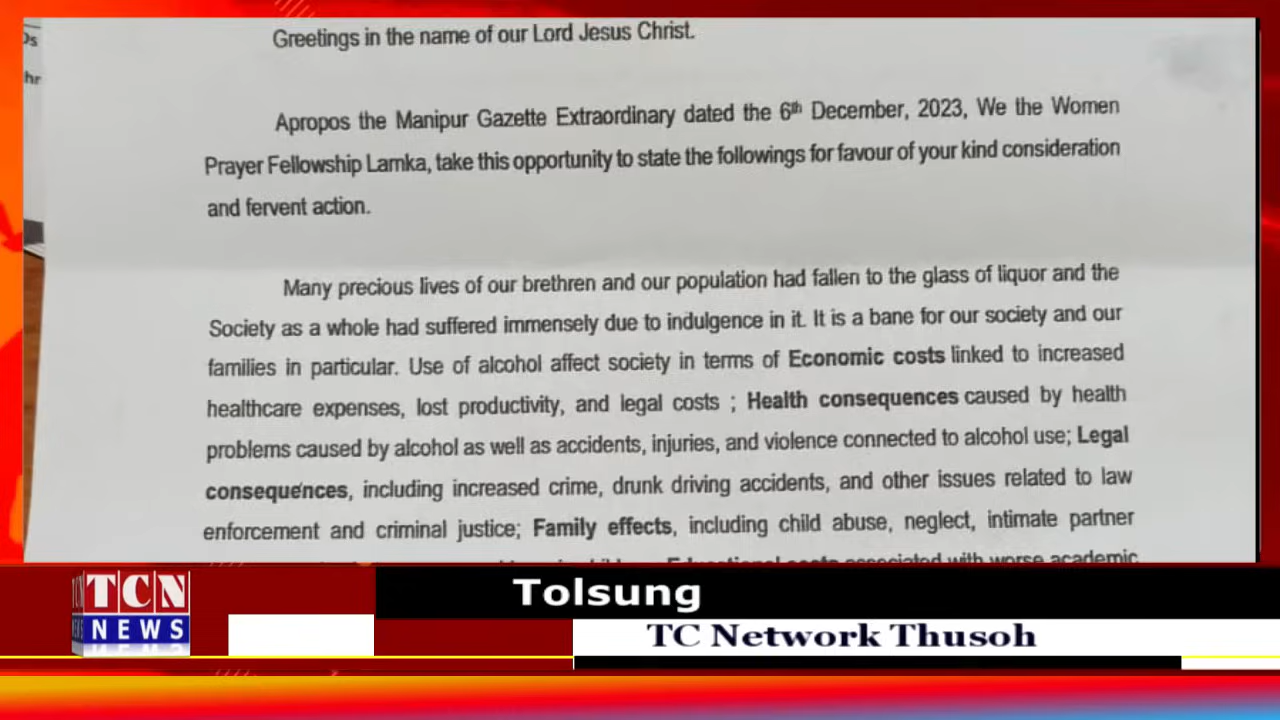 Greetings in the name of our Lord Jesus Christ.
Apropos the Manipur Gazette Extraordinary dated the 6th December, 2023, We the Women
Prayer Fellowship Lamka, take this opportunity to state the followings for favour of your kind consideration
and fervent action.
Many precious lives of our brethren and our population had fallen to the glass of liquor and the
Society as a whole had suffered immensely due to indulgence in it. It is a bane for our society and our
families in particular. Use of alcohol affect society in terms of Economic costs linked to increased
healthcare expenses, lost productivity, and legal costs ; Health consequences caused by health
problems caused by alcohol as well as accidents, injuries, and violence connected to alcohol use; Legal
consequences, including increased crime, drunk driving accidents, and other issues related to law
enforcement and criminal justice; Family effects, including child abuse, neglect, intimate partner
Educational costs associated with worse academic
TCN
NEWS
Tolsung
TC Network Thusoh